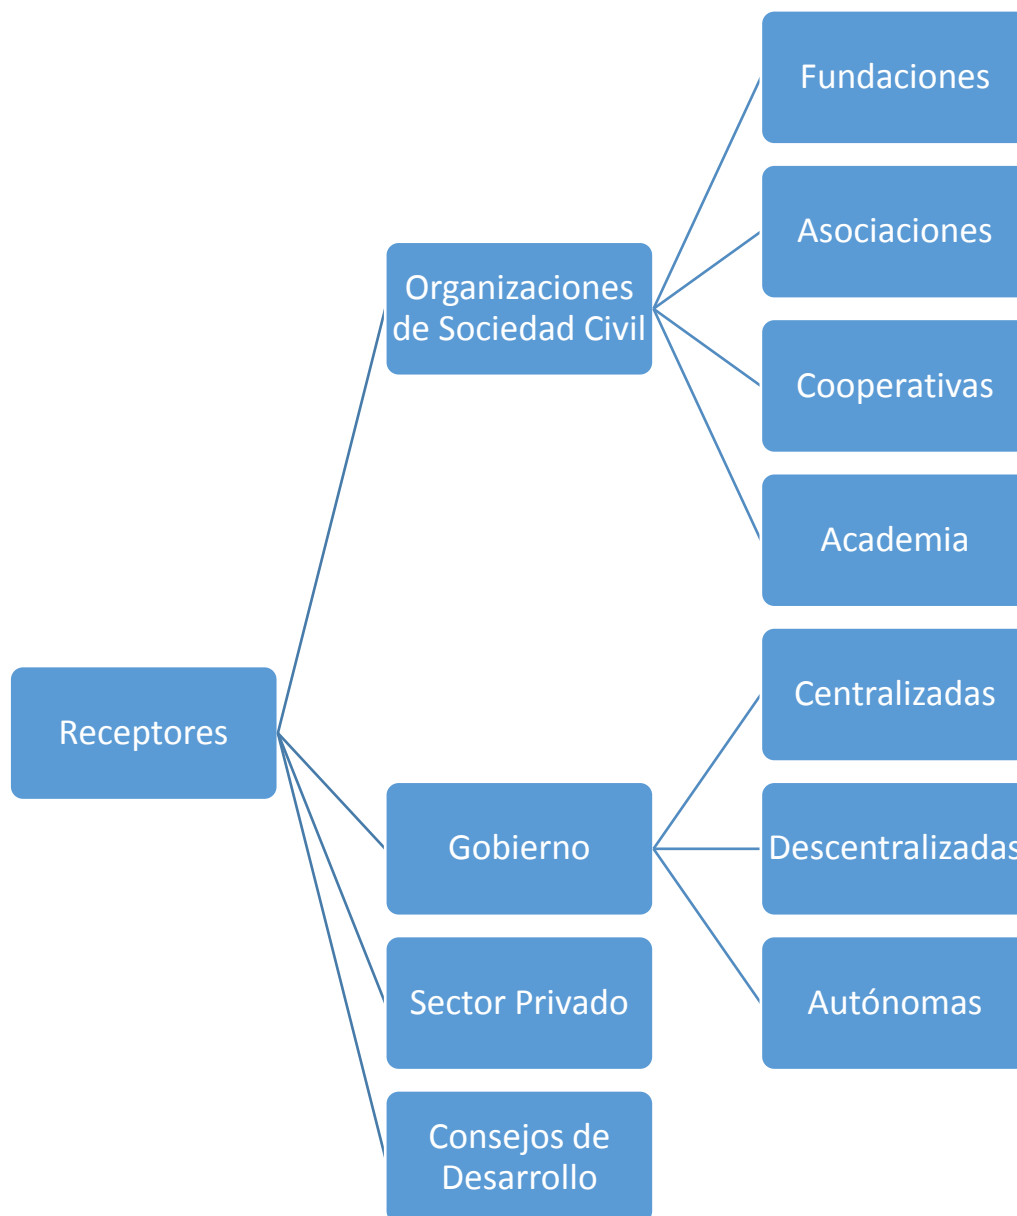 Fundaciones
Asociaciones
Organizaciones
de Sociedad Civil
Cooperativas
Academia
Receptores
Centralizadas
Gobierno
Descentralizadas
Sector Privado
Autónomas
Consejos de
Desarrollo